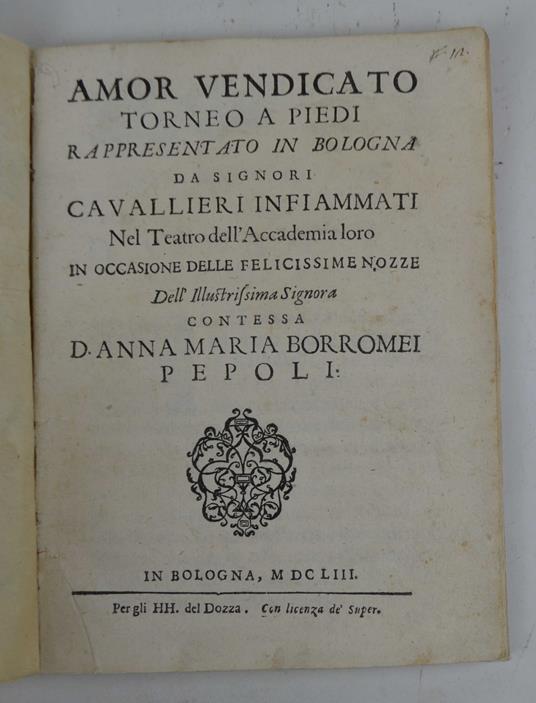 AMOR VENDICATO
TORNEO A PIEDI
RAPPRESENTATO IN BOLOGNA
DA SIGNORI
CAVALLIERI INFIAMMATI
Nel Teatro dell'Accademia loro
IN OCCASIONE DELLE FELICISSIME NOZZE
Dell' Illustriſsima Signora
CONTESSA
D. ANNA MARIA BORROMEI
PEPOLI.
IN BOLOGNA, M DC LIII.
Per gli HH. del Dozza. Con licenza de' Super.